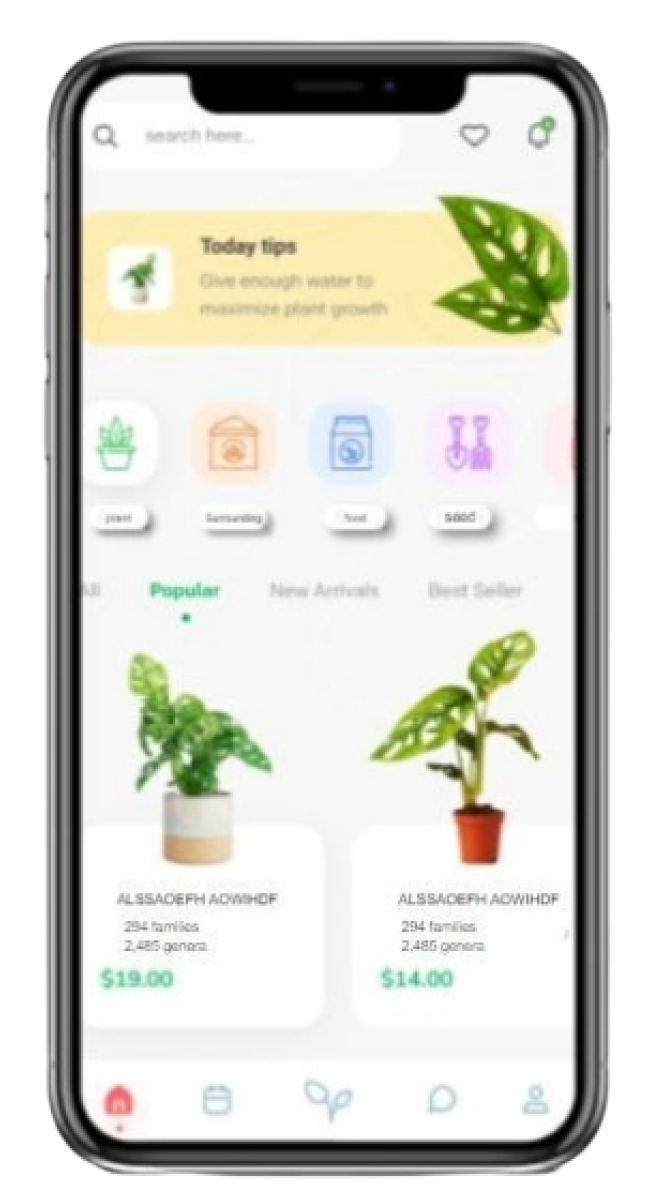 search here...
Today tips
Give enough water to
maximize plant growth
plant
Surrounding
food
seed
All
Popular
New Arrivals
Best Seller
ALSSAOEFH AOWIHDF
294 families
2,485 genera
$19.00
ALSSAOEFH AOWIHDF
294 families
2,485 genera
$14.00